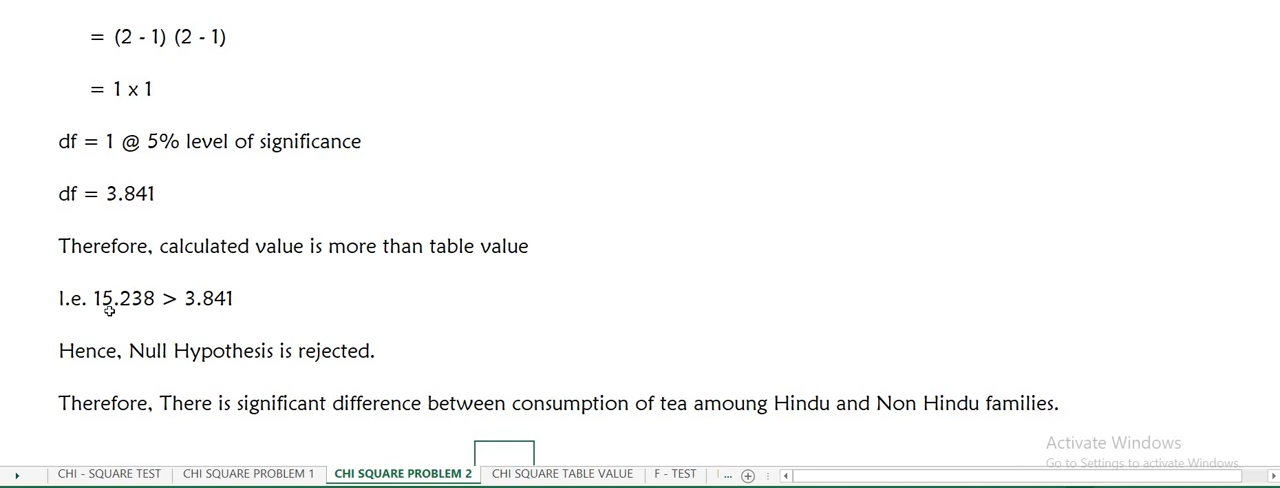 = (2 - 1) (2 - 1)
= 1 x 1
df = 1 @ 5% level of significance
df = 3.841
Therefore, calculated value is more than table value
I.e. 15.238 > 3.841
Hence, Null Hypothesis is rejected.
Therefore, There is significant difference between consumption of tea amoung Hindu and Non Hindu families.
Activate Windows
Go to Settings to activate Windows.
CHI - SQUARE TEST CHI SQUARE PROBLEM 1 CHI SQUARE PROBLEM 2 CHI SQUARE TABLE VALUE F - TEST ...